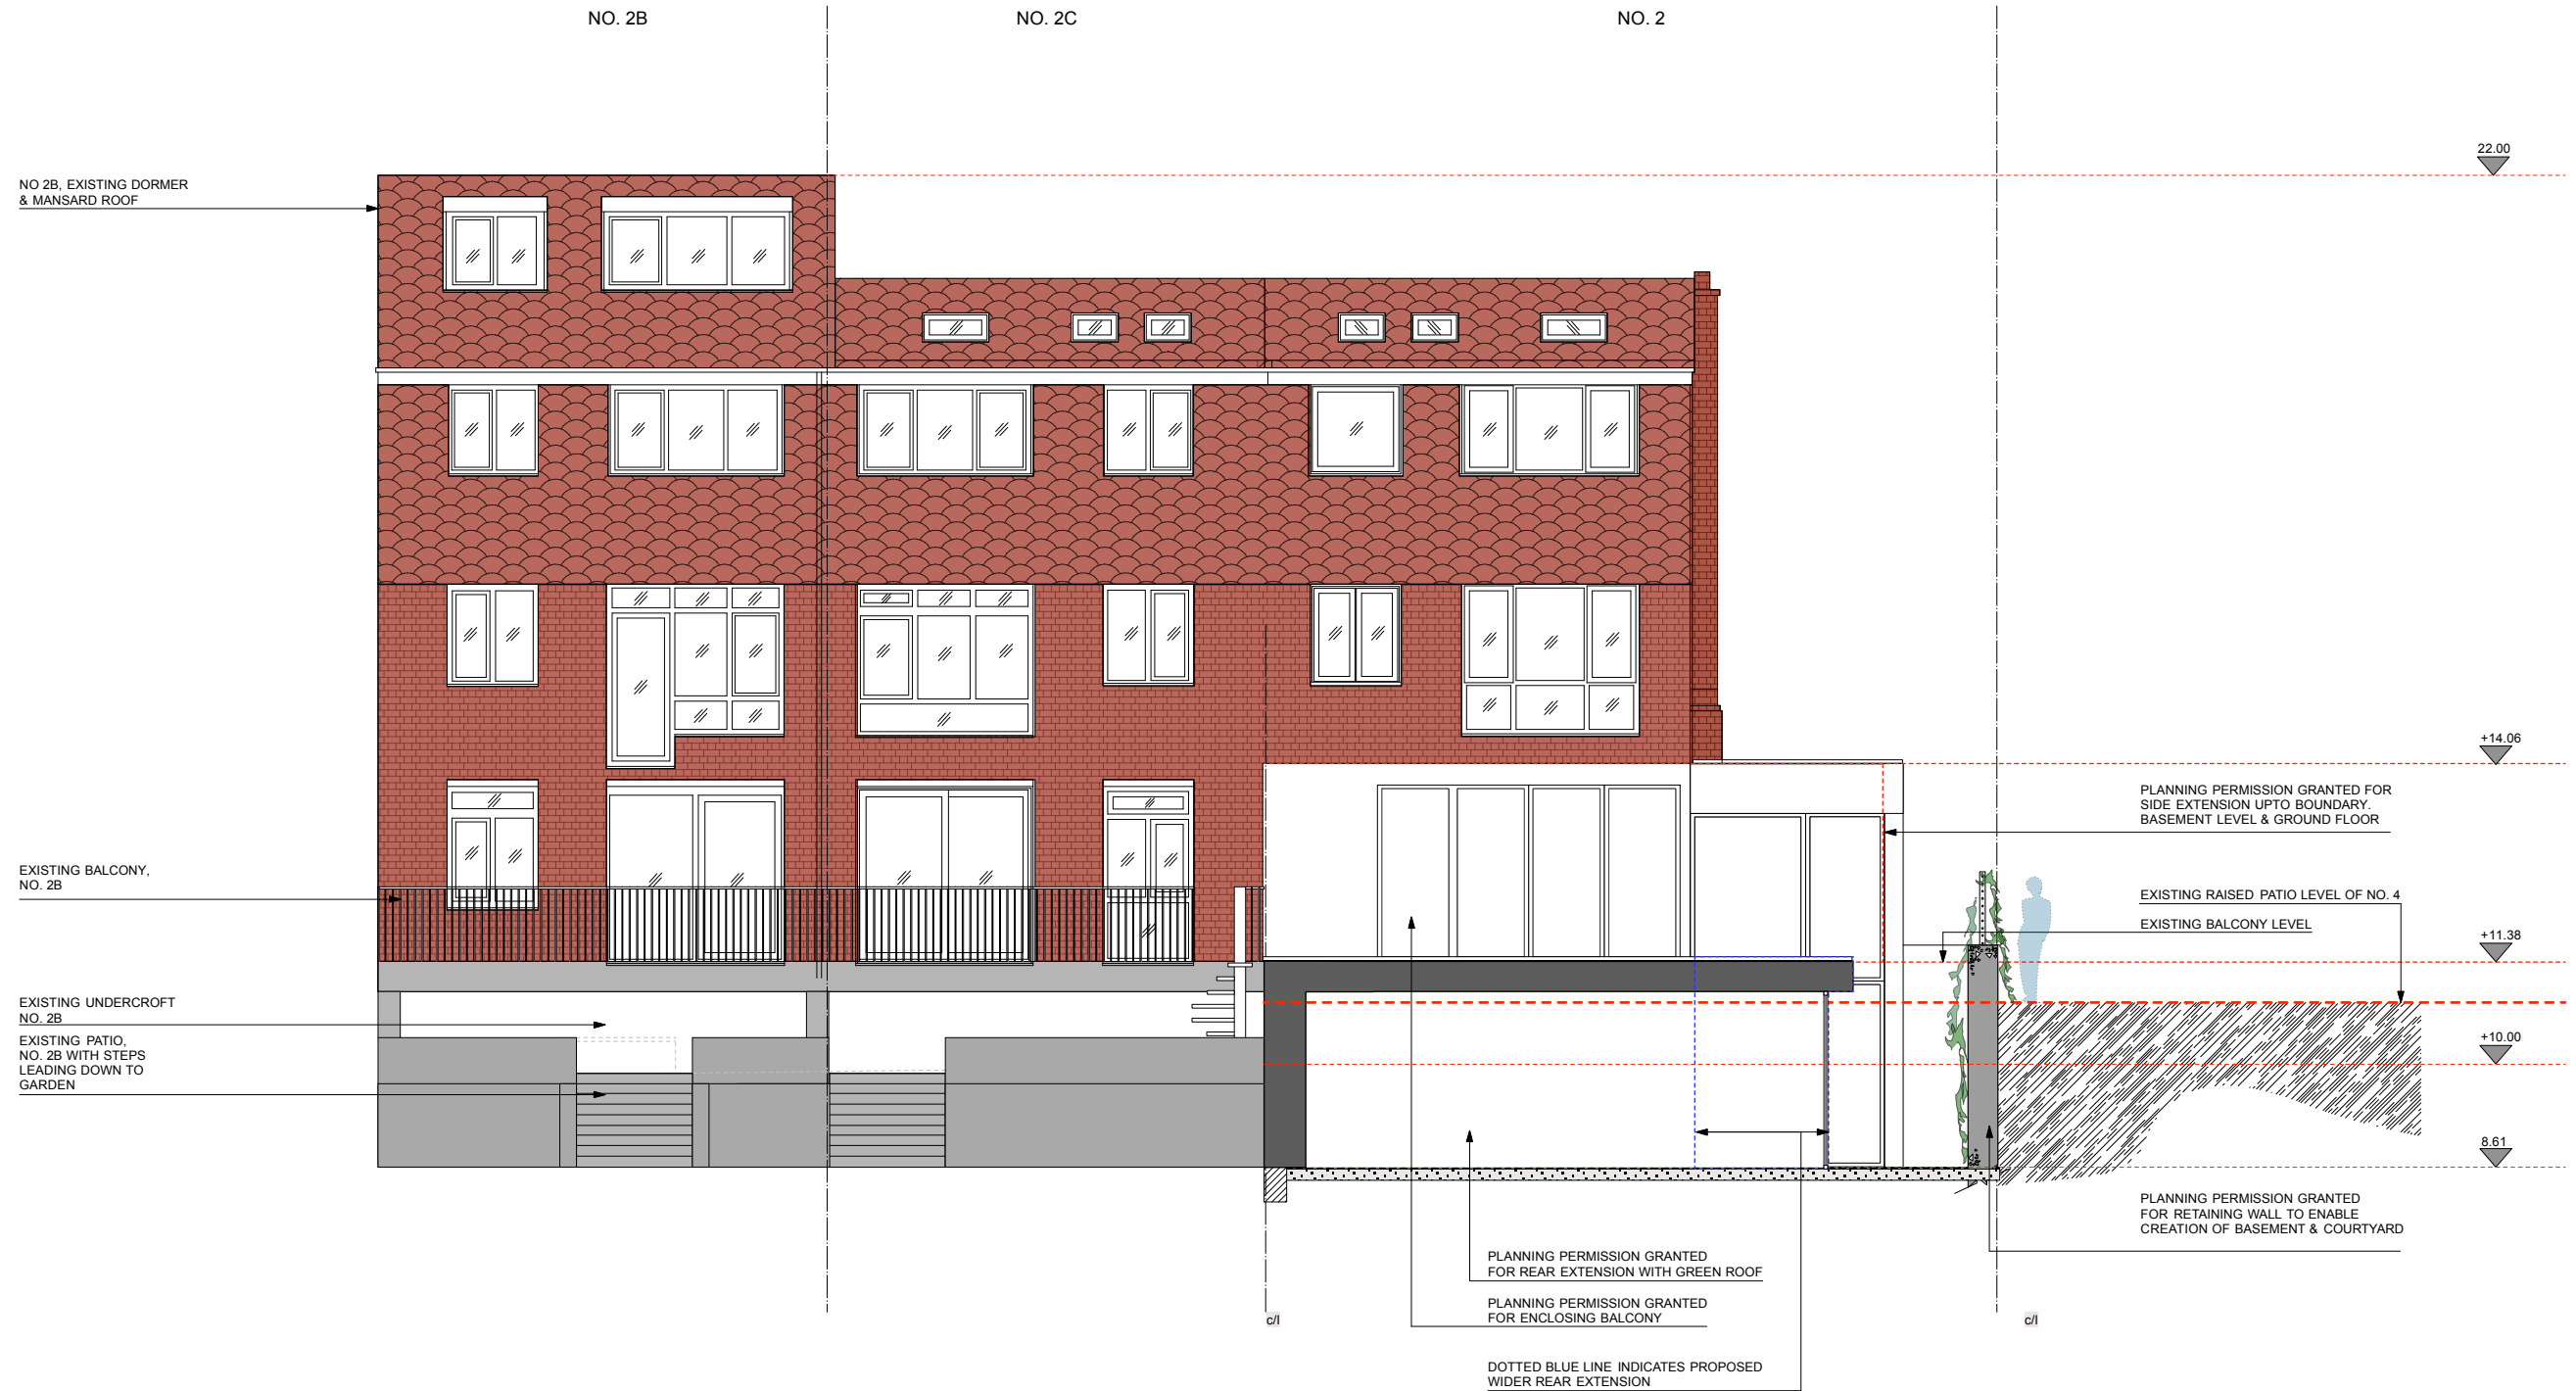 NO. 2B
NO. 2C
NO. 2
22.00
NO 2B, EXISTING DORMER
& MANSARD ROOF
+14.06
PLANNING PERMISSION GRANTED FOR
SIDE EXTENSION UPTO BOUNDARY.
BASEMENT LEVEL & GROUND FLOOR
EXISTING BALCONY,
NO. 2B
EXISTING RAISED PATIO LEVEL OF NO. 4
EXISTING BALCONY LEVEL
+11.38
EXISTING UNDERCROFT
NO. 2B
EXISTING PATIO,
NO. 2B WITH STEPS
LEADING DOWN TO
GARDEN
+10.00
8.61
PLANNING PERMISSION GRANTED
FOR RETAINING WALL TO ENABLE
CREATION OF BASEMENT & COURTYARD
PLANNING PERMISSION GRANTED
FOR REAR EXTENSION WITH GREEN ROOF
PLANNING PERMISSION GRANTED
FOR ENCLOSING BALCONY
c/l
c/l
DOTTED BLUE LINE INDICATES PROPOSED
WIDER REAR EXTENSION